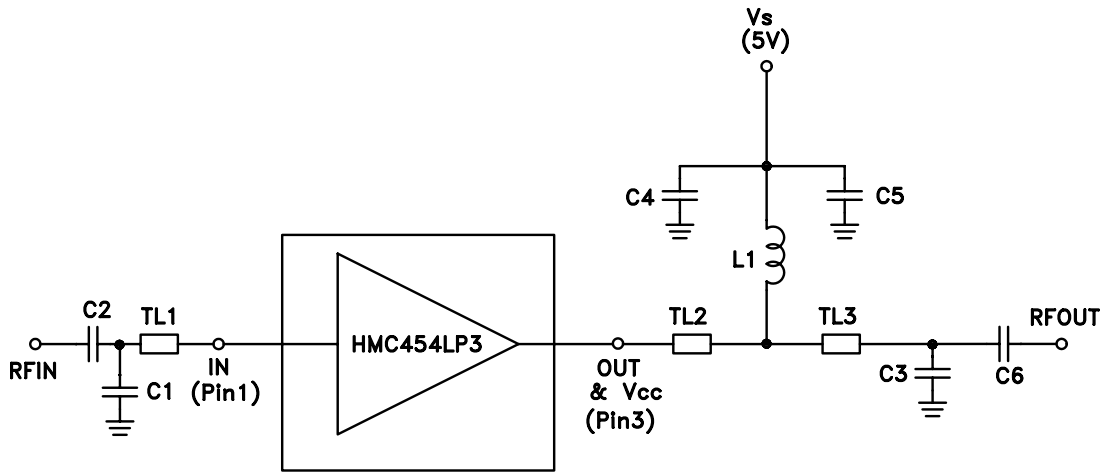 Vs
(5V)
C4
C5
L1
C2
TL1
HMC454LP3
TL2
TL3
RFOUT
RFIN
C1
IN
(Pin1)
OUT
& Vcc
(Pin3)
C3
C6